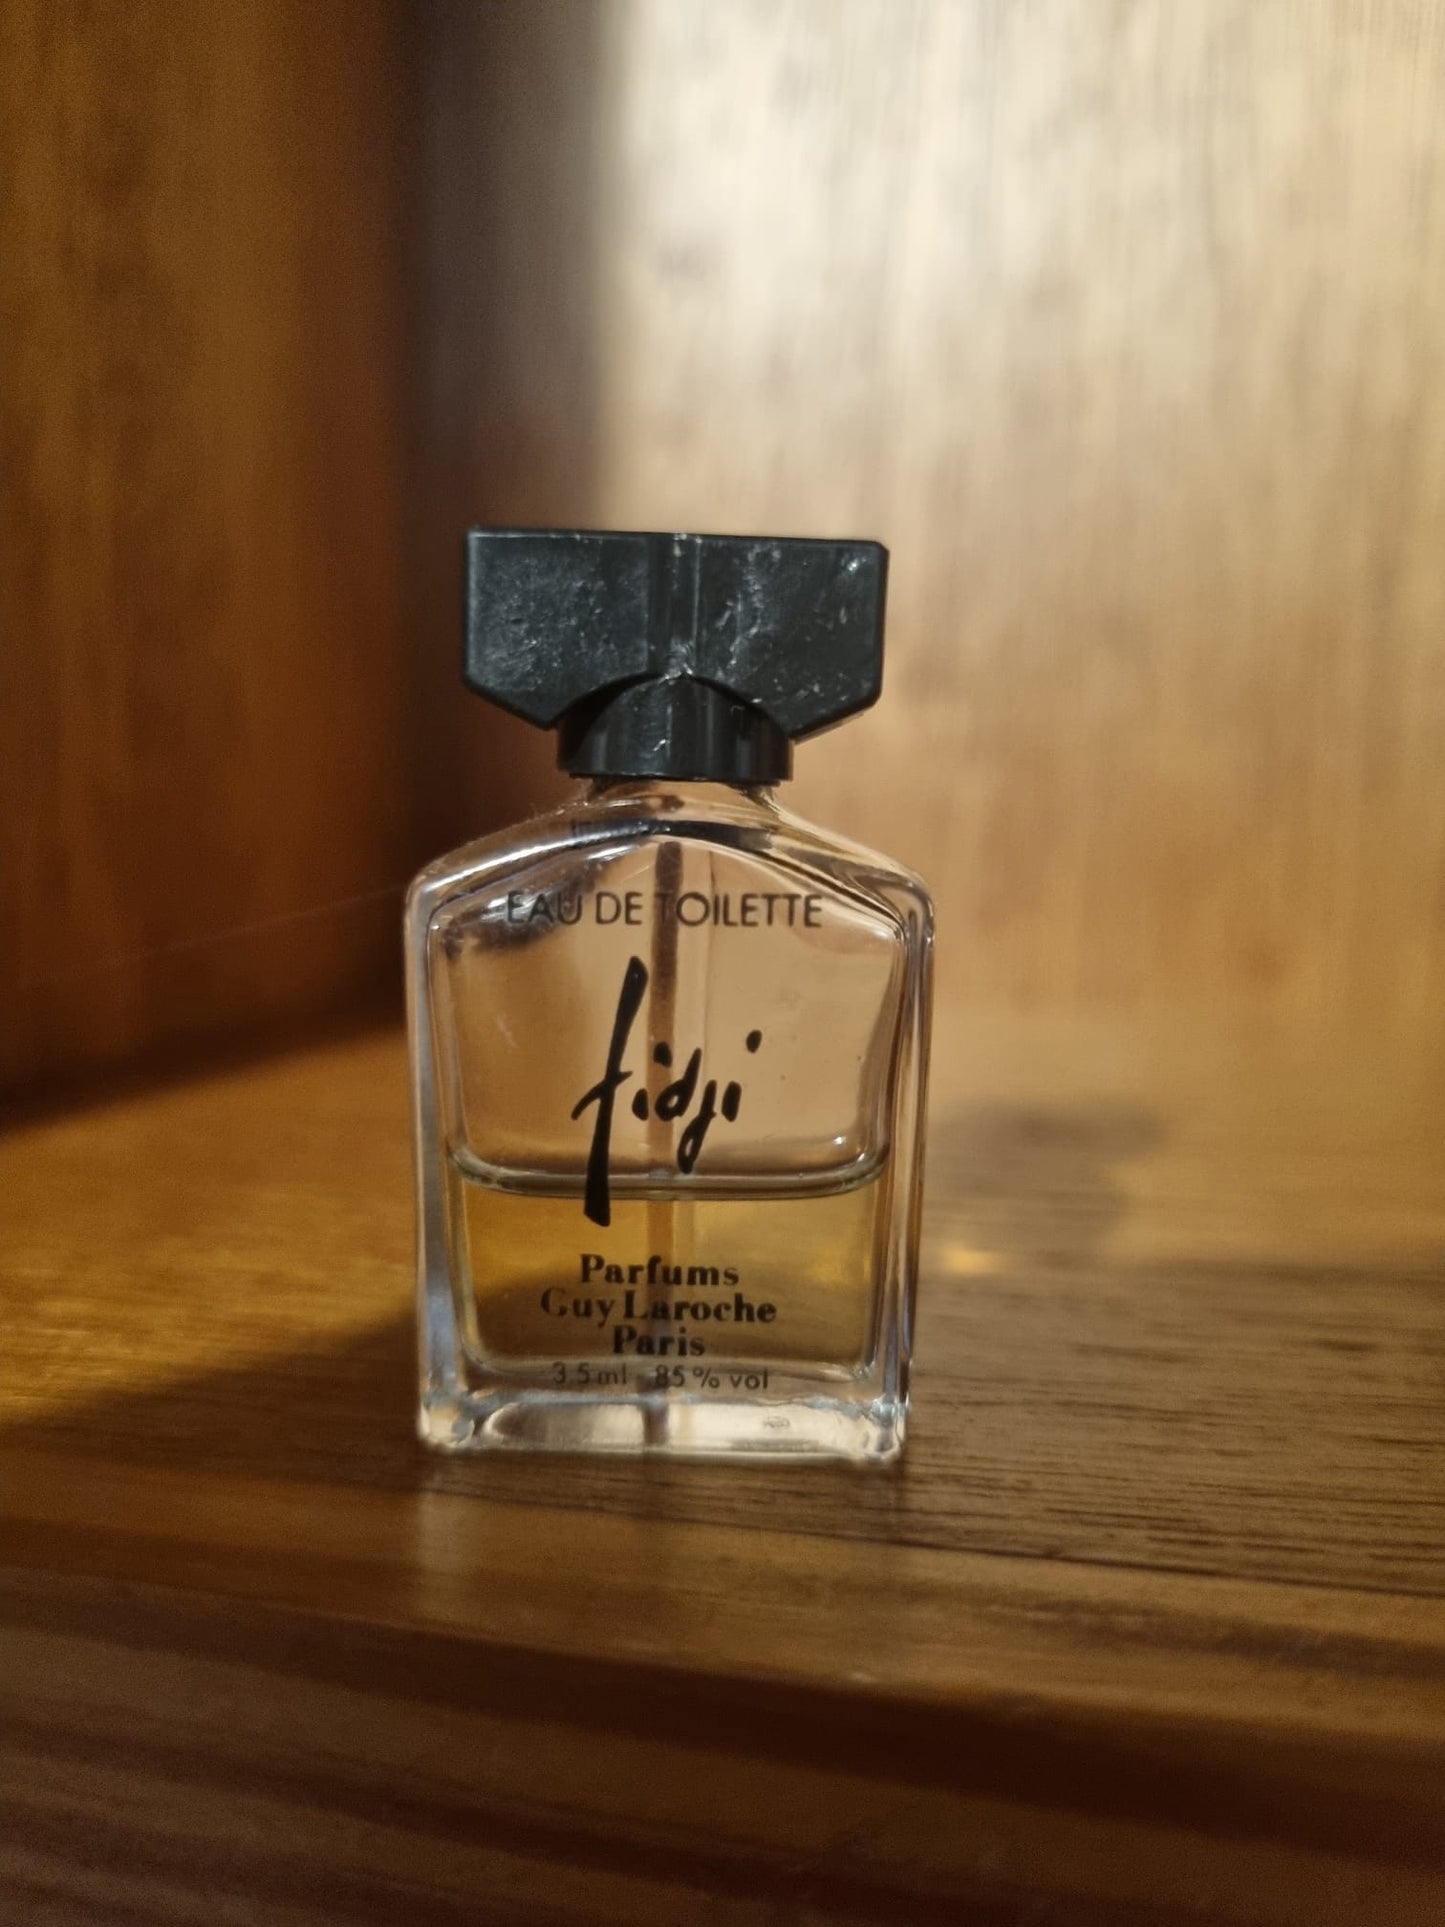 EAU DE TOILETTE
fidji
Parfums
Guy Laroche
Paris
3.5 ml 85% vol